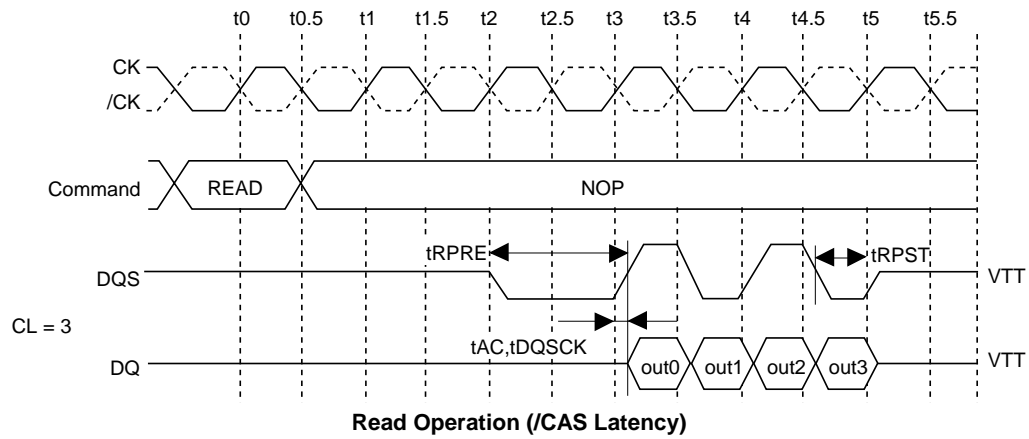 t0 t0.5 t1 t1.5 t2 t2.5 t3 t3.5 t4 t4.5 t5 t5.5
CK
/CK
Command READ NOP
tRPRE tRPST
DQS VTT
CL = 3
tAC,tDQSCK
DQ out0 out1 out2 out3 VTT
Read Operation (/CAS Latency)